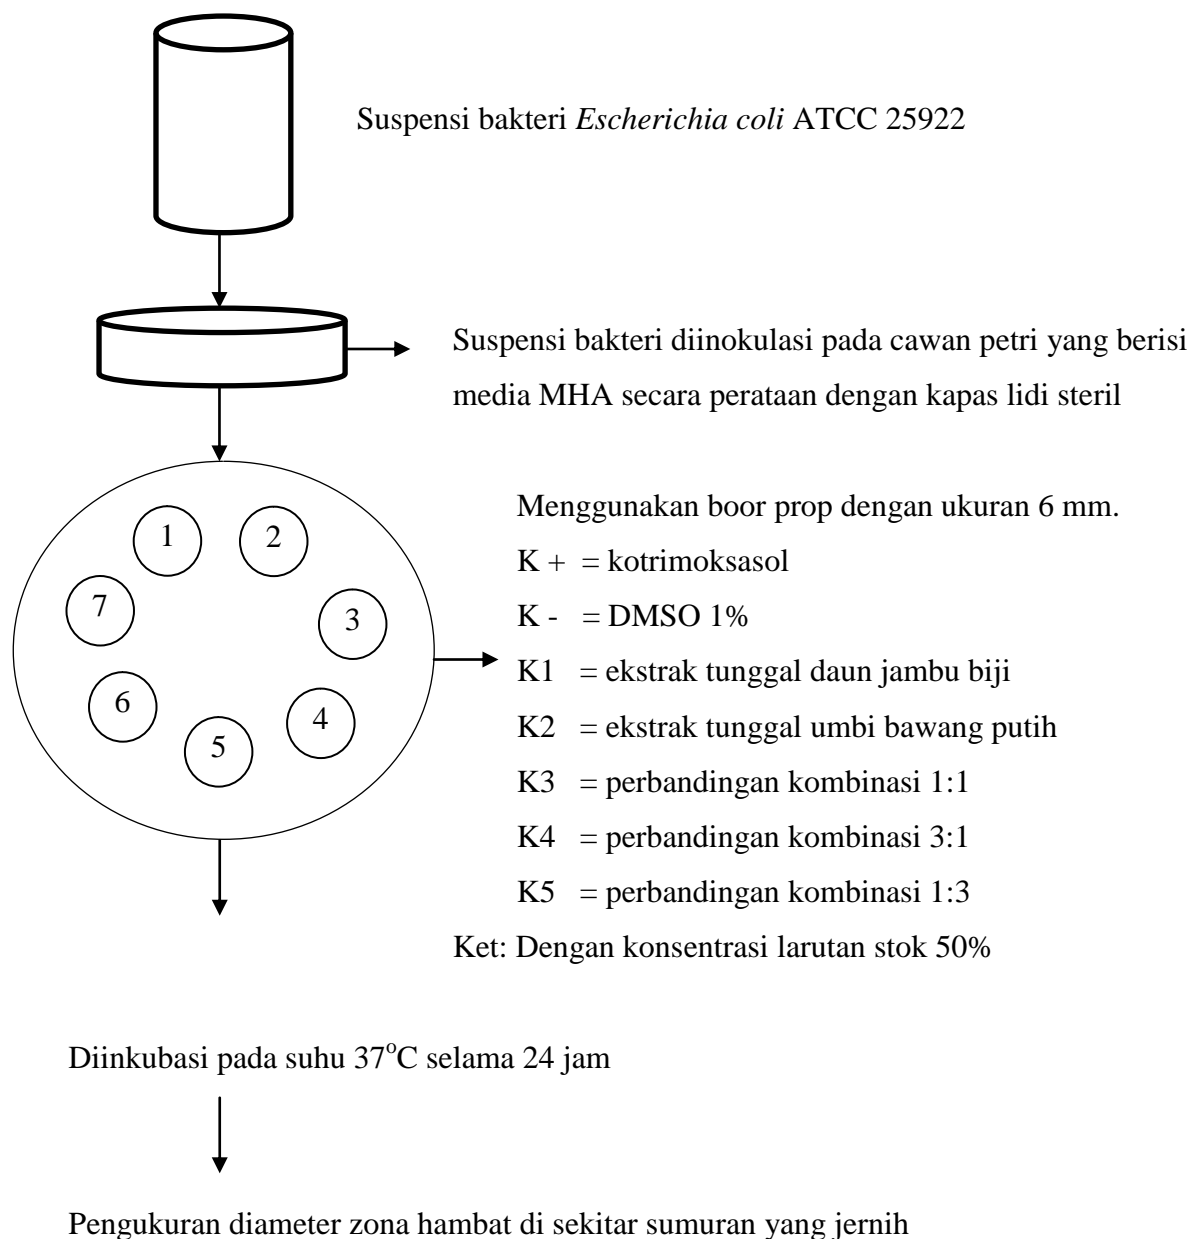 Suspensi bakteri Escherichia coli ATCC 25922
Suspensi bakteri diinokulasi pada cawan petri yang berisi
media MHA secara perataan dengan kapas lidi steril
1
2
7
3
6
4
5
Menggunakan boor prop dengan ukuran 6 mm.
K + = kotrimoksasol
K - = DMSO 1%
K1 = ekstrak tunggal daun jambu biji
K2 = ekstrak tunggal umbi bawang putih
K3 = perbandingan kombinasi 1:1
K4 = perbandingan kombinasi 3:1
K5 = perbandingan kombinasi 1:3
Ket: Dengan konsentrasi larutan stok 50%
Diinkubasi pada suhu 37°C selama 24 jam
Pengukuran diameter zona hambat di sekitar sumuran yang jernih